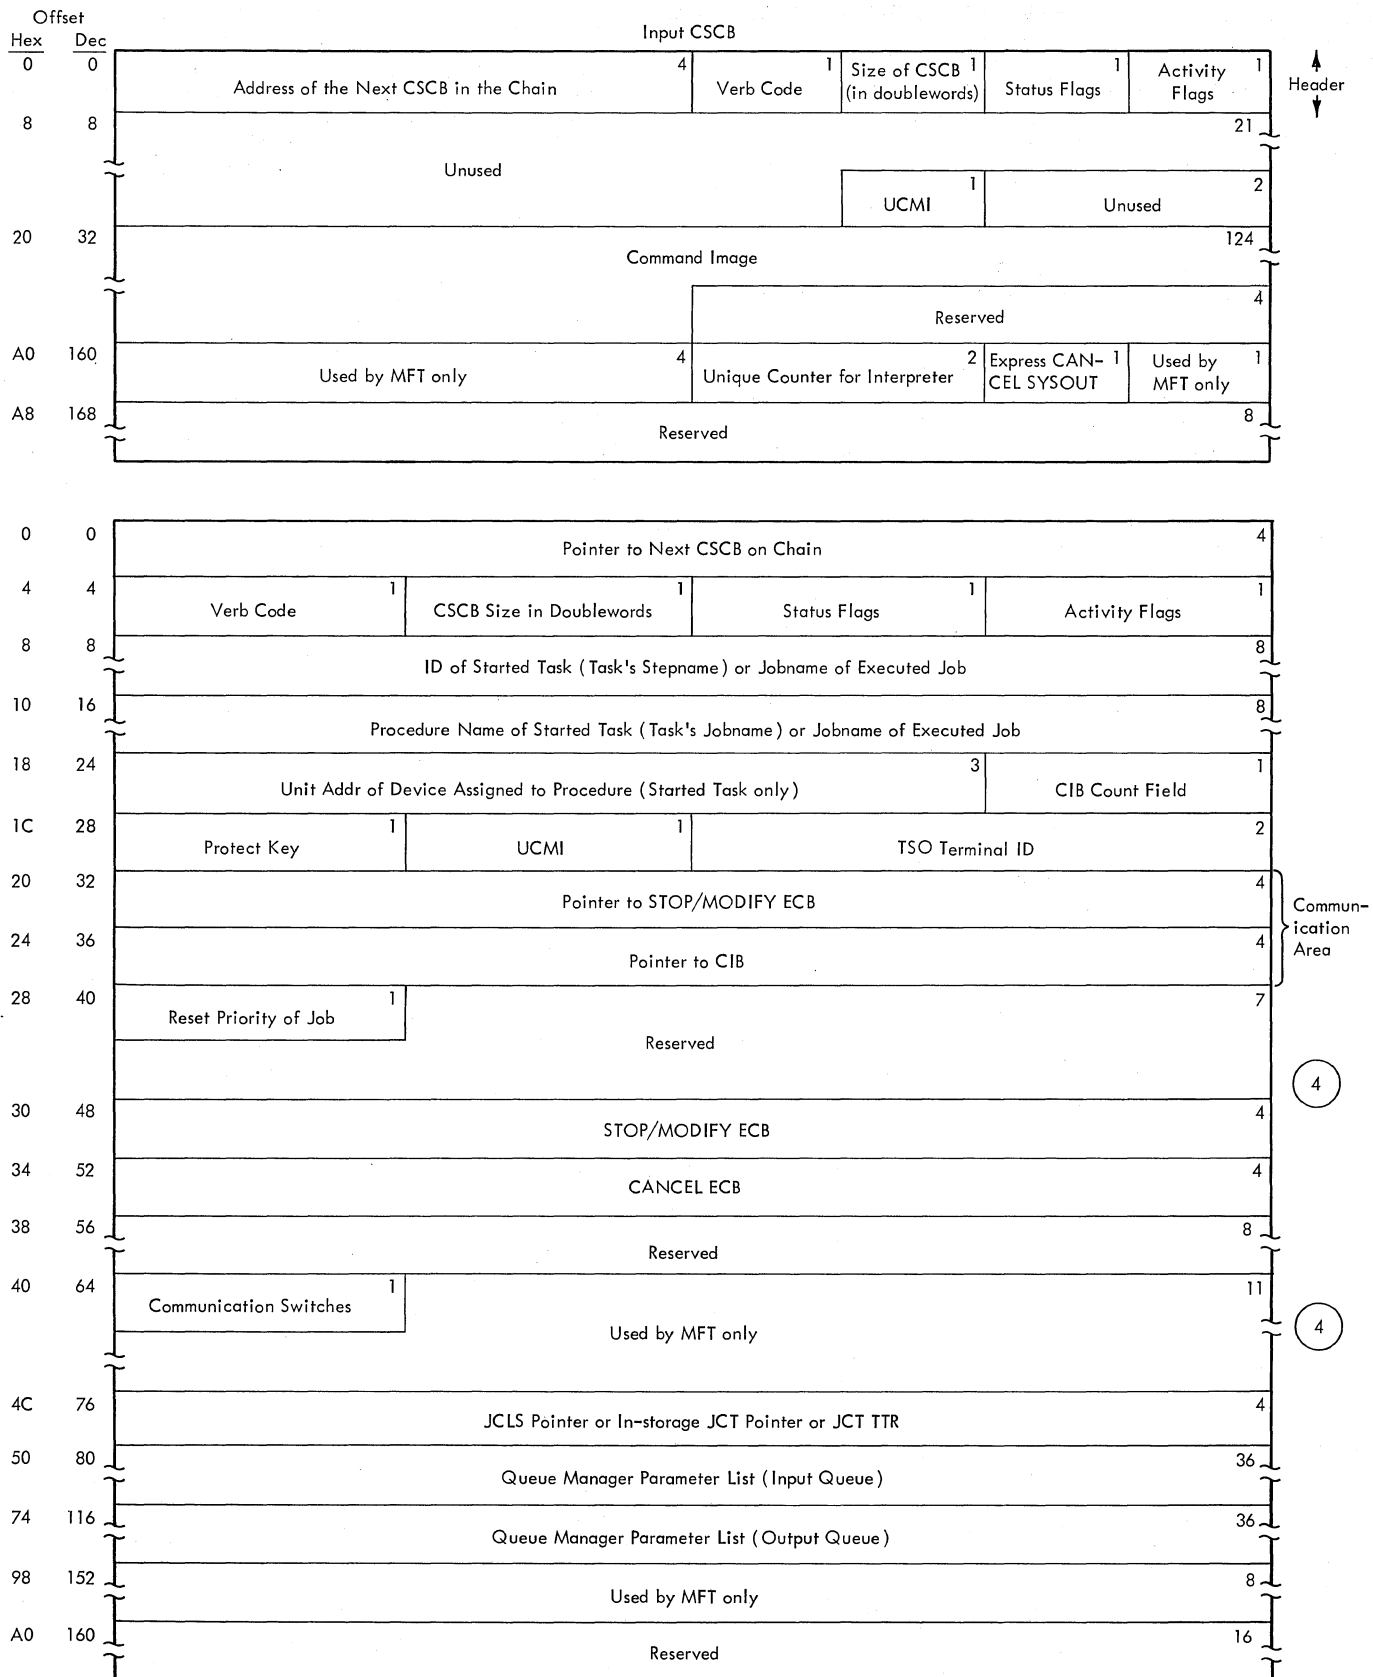 Offset
Hex Dec
Input CSCB
0 0
Address of the Next CSCB in the Chain 4
Verb Code 1
Size of CSCB 1
(in doublewords)
Status Flags 1
Activity 1
Flags
Header
8 8
21
Unused
UCMI 1
Unused 2
20 32
124
Command Image
4
Reserved
A0 160
Used by MFT only 4
Unique Counter for Interpreter 2
Express CAN- 1
CEL SYSOUT
Used by 1
MFT only
A8 168
8
Reserved
0 0
4
Pointer to Next CSCB on Chain
4 4
Verb Code 1
CSCB Size in Doublewords 1
Status Flags 1
Activity Flags 1
8 8
8
ID of Started Task (Task's Stepname) or Jobname of Executed Job
10 16
8
Procedure Name of Started Task (Task's Jobname) or Jobname of Executed Job
18 24
Unit Addr of Device Assigned to Procedure (Started Task only) 3
CIB Count Field 1
1C 28
Protect Key 1
UCMI 1
TSO Terminal ID 2
20 32
4
Pointer to STOP/MODIFY ECB
Commun-
ication
Area
24 36
4
Pointer to CIB
28 40
Reset Priority of Job 1
7
Reserved
4
30 48
4
STOP/MODIFY ECB
34 52
4
CANCEL ECB
38 56
8
Reserved
40 64
Communication Switches 1
11
Used by MFT only
4
4C 76
4
JCLS Pointer or In-storage JCT Pointer or JCT TTR
50 80
36
Queue Manager Parameter List (Input Queue)
74 116
36
Queue Manager Parameter List (Output Queue)
98 152
8
Used by MFT only
A0 160
16
Reserved